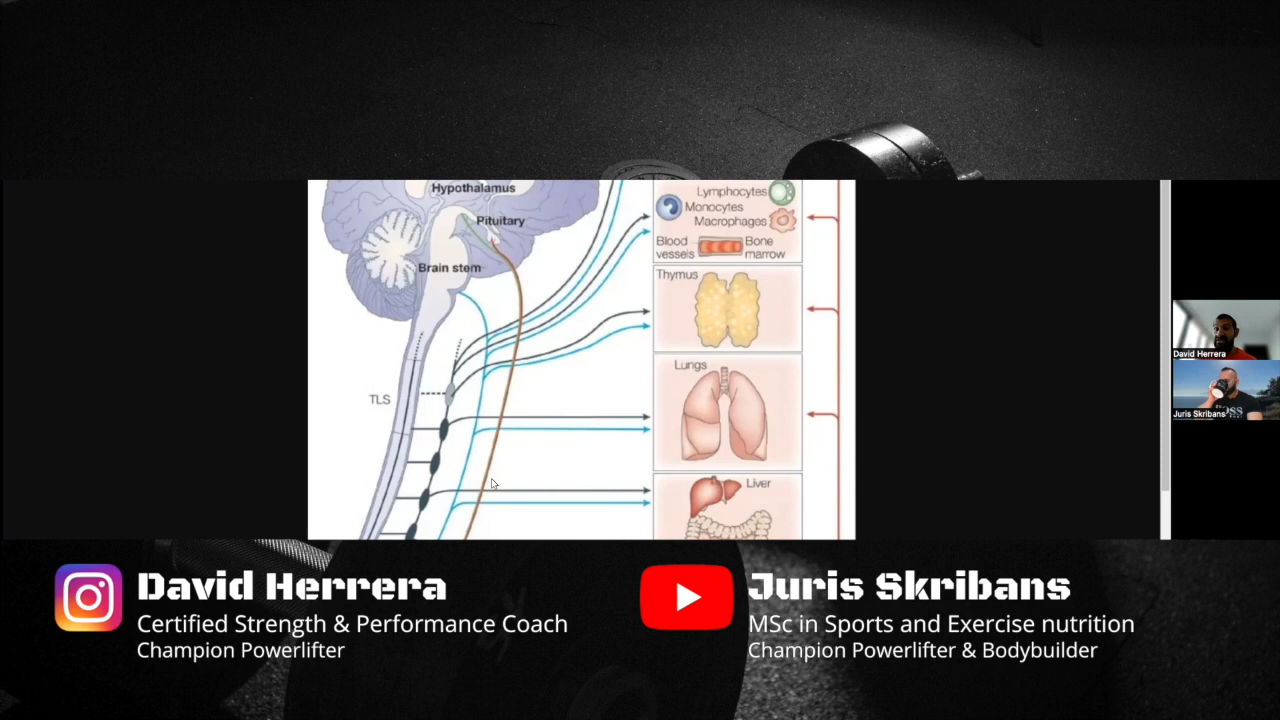 Hypothalamus
Pituitary
Brain stem
TLS
Lymphocytes
Monocytes
Macrophages
Blood vessels
Bone marrow
Thymus
Lungs
Liver
David Herrera
BOSS
Juris Skribans
David Herrera
Certified Strength & Performance Coach
Champion Powerlifter
Juris Skribans
MSc in Sports and Exercise nutrition
Champion Powerlifter & Bodybuilder